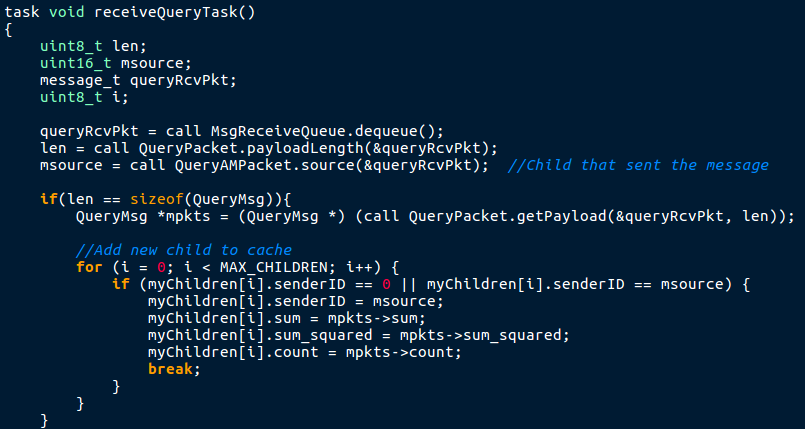 task void receiveQueryTask()
{
    uint8_t len;
    uint16_t msource;
    message_t queryRcvPkt;
    uint8_t i;

    queryRcvPkt = call MsgReceiveQueue.dequeue();
    len = call QueryPacket.payloadLength(&queryRcvPkt);
    msource = call QueryAMPacket.source(&queryRcvPkt);  //Child that sent the message

    if(len == sizeof(QueryMsg)){
        QueryMsg *mpkts = (QueryMsg *) (call QueryPacket.getPayload(&queryRcvPkt, len));

        //Add new child to cache
        for (i = 0; i < MAX_CHILDREN; i++) {
            if (myChildren[i].senderID == 0 || myChildren[i].senderID == msource) {
                myChildren[i].senderID = msource;
                myChildren[i].sum = mpkts->sum;
                myChildren[i].sum_squared = mpkts->sum_squared;
                myChildren[i].count = mpkts->count;
                break;
            }
        }
    }